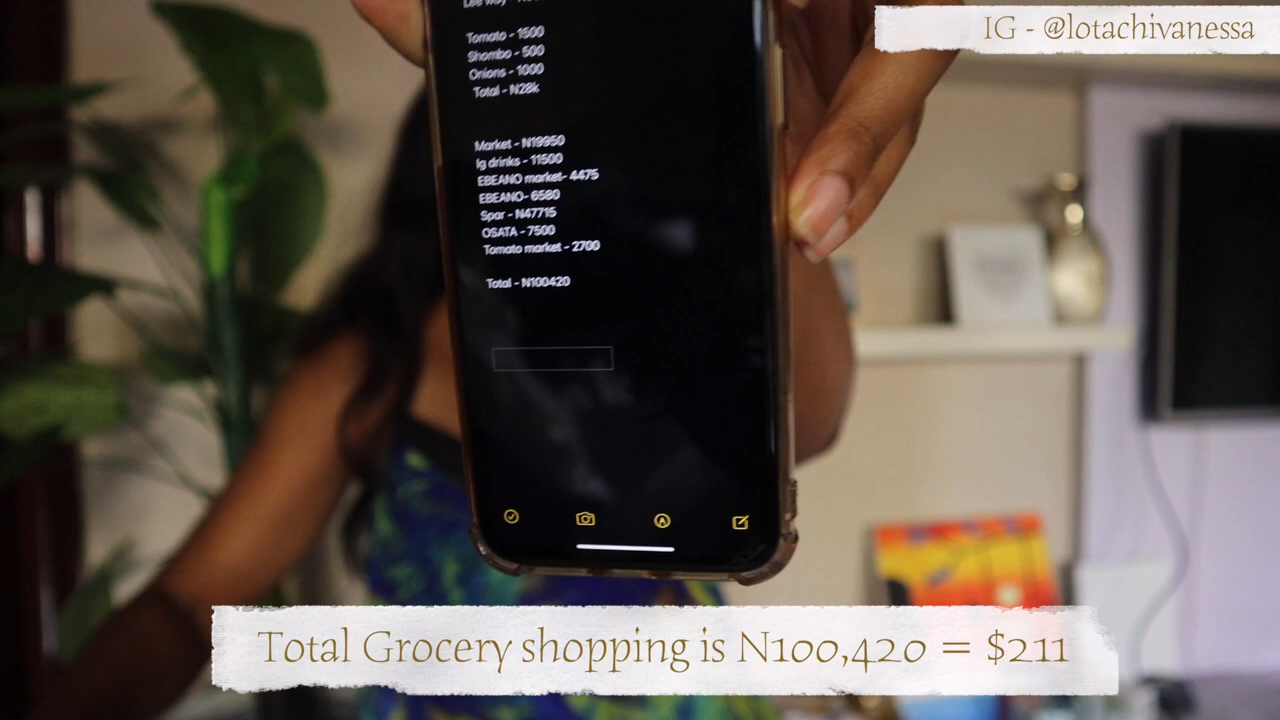 IG - @lotachivanessa
Tomato - 1500
Shombo - 500
Onions - 1000
Total - N28k
Market - N19950
Ig drinks - 11500
EBEANO market- 4475
EBEANO- 6580
Spar - N47715
OSATA - 7500
Tomato market - 2700
Total - N100420
Total Grocery shopping is N100,420 = $211